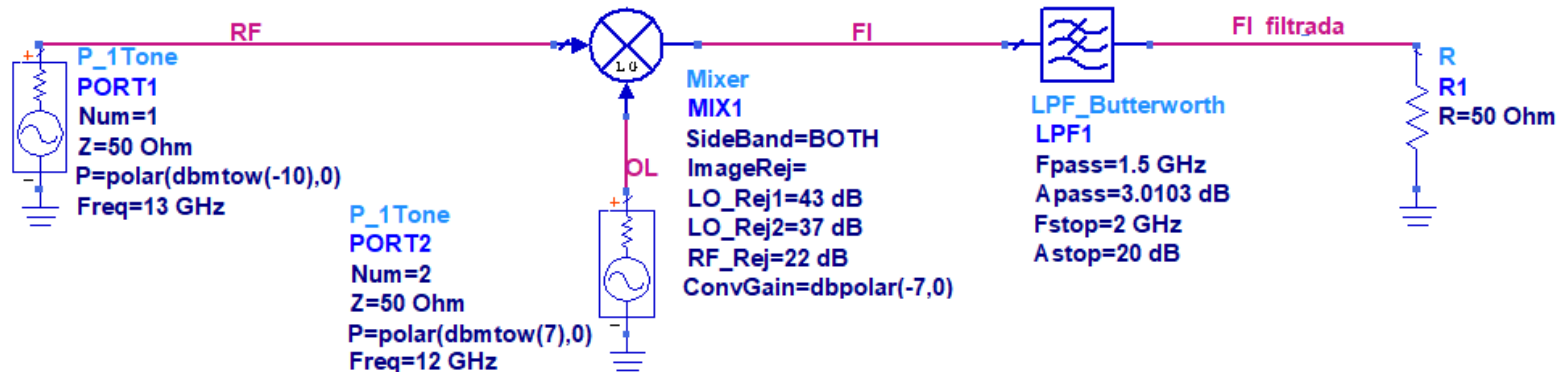 RF
FI
FI filtrada
+
P_1Tone
PORT1
Num=1
Z=50 Ohm
P=polar(dbmtow(-10),0)
Freq=13 GHz
-
LO
OL
+
P_1Tone
PORT2
Num=2
Z=50 Ohm
P=polar(dbmtow(7),0)
Freq=12 GHz
-
Mixer
MIX1
SideBand=BOTH
ImageRej=
LO_Rej1=43 dB
LO_Rej2=37 dB
RF_Rej=22 dB
ConvGain=dbpolar(-7,0)
LPF_Butterworth
LPF1
Fpass=1.5 GHz
Apass=3.0103 dB
Fstop=2 GHz
Astop=20 dB
R
R1
R=50 Ohm